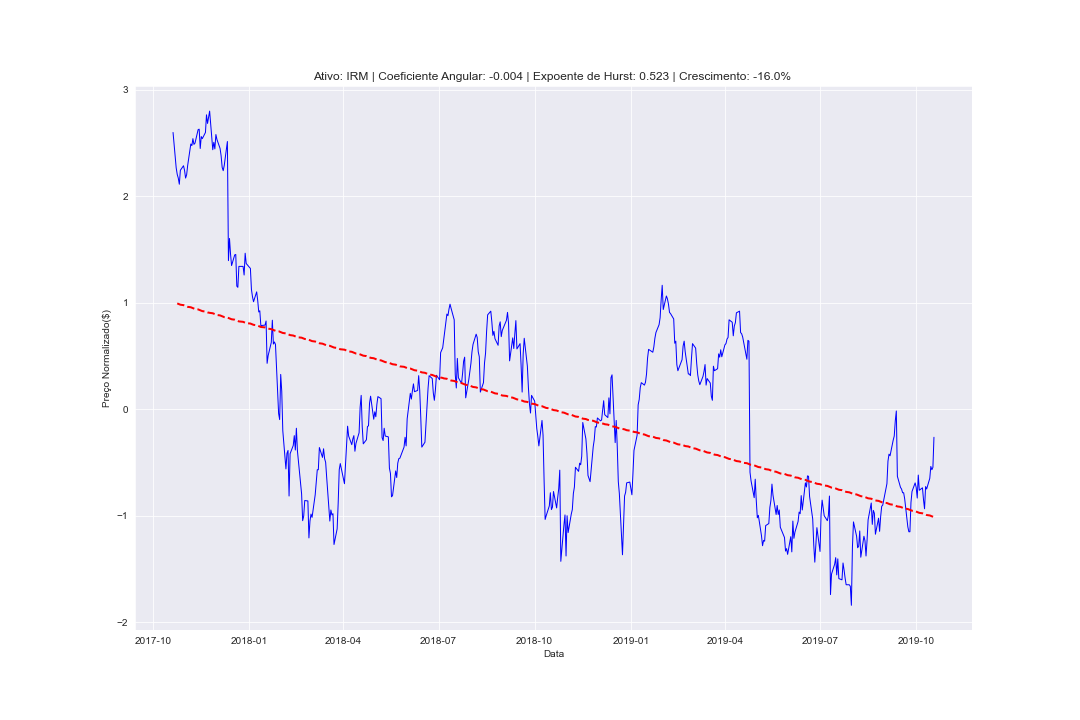 Ativo: IRM | Coeficiente Angular: -0.004 | Expoente de Hurst: 0.523 | Crescimento: -16.0%
3
2
1
0
−1
−2
Preço Normalizado($)
2017-10 2018-01 2018-04 2018-07 2018-10 2019-01 2019-04 2019-07 2019-10
Data